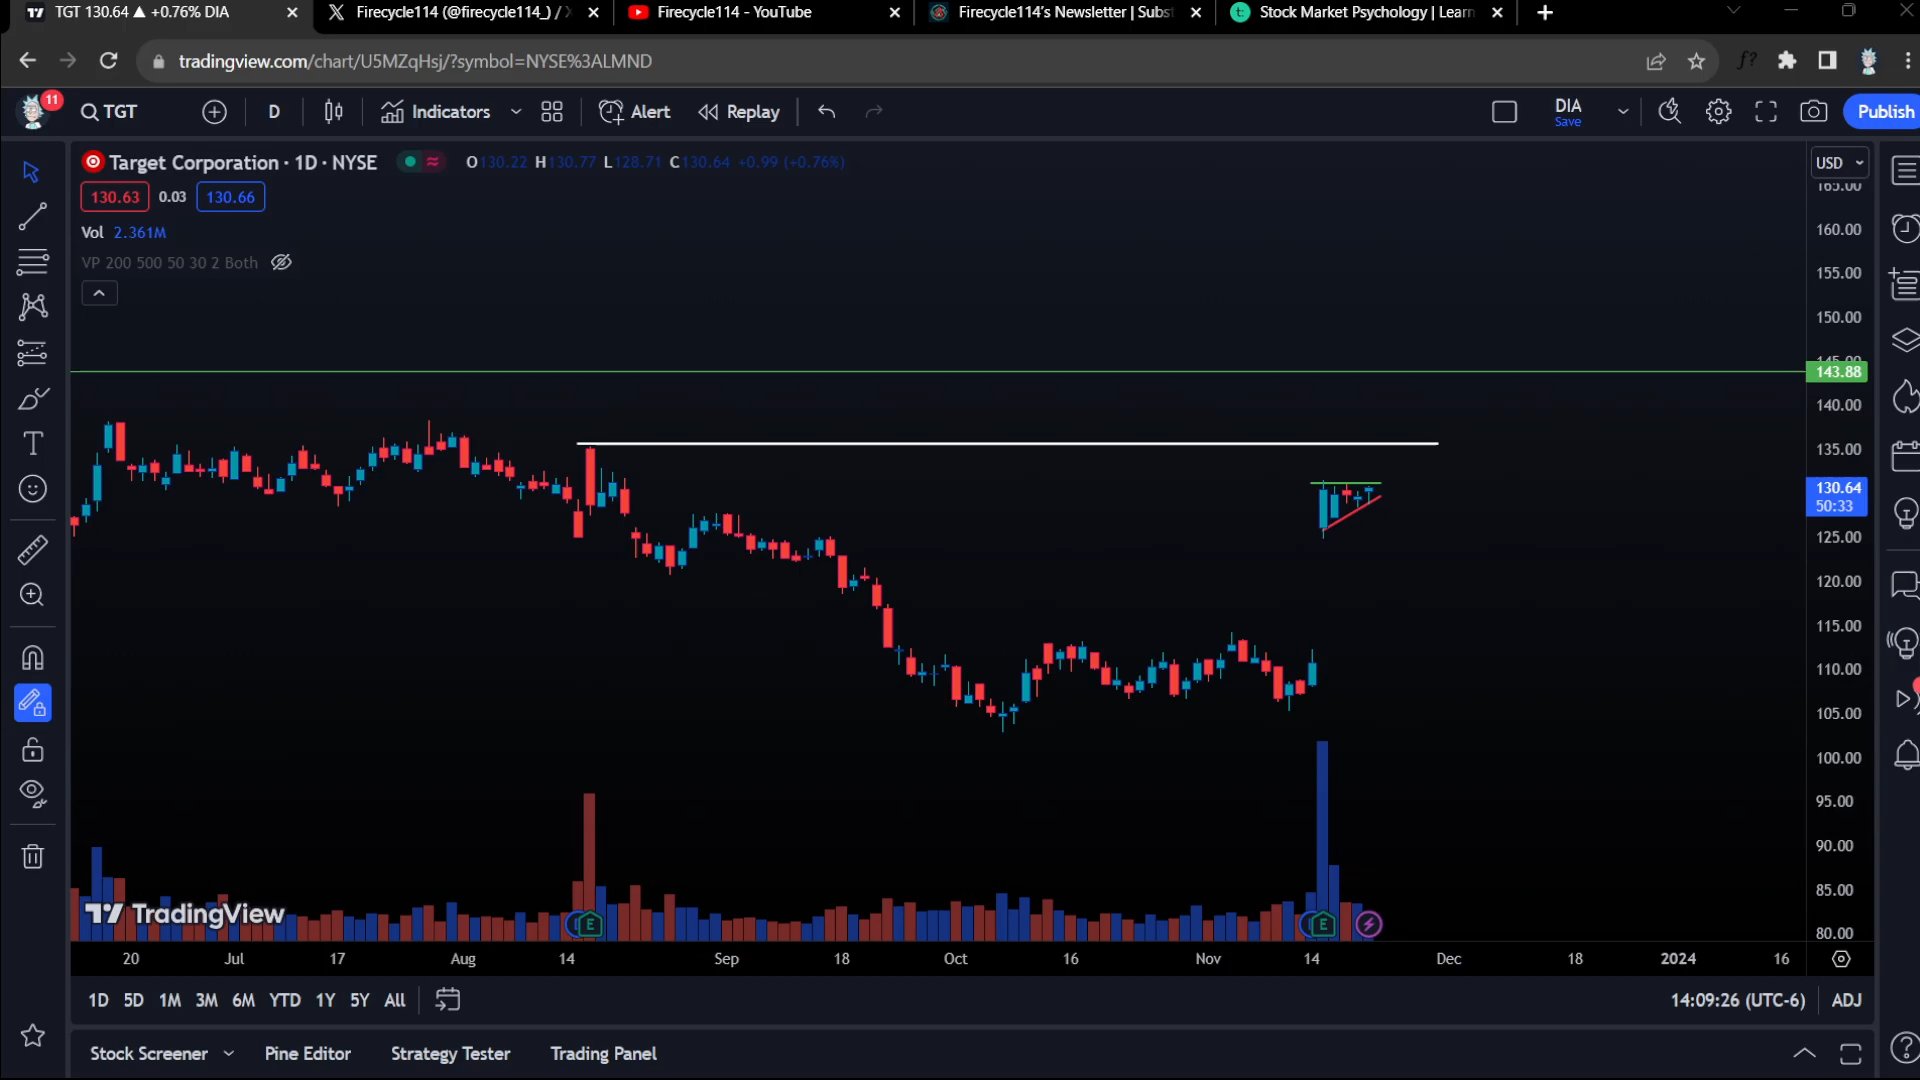 TGT 130.64 ▲ +0.76% DIA
Firecycle114 (@firecycle114_) / X
Firecycle114 - YouTube
Firecycle114's Newsletter | Subst
Stock Market Psychology | Learn
tradingview.com/chart/U5MZqHsj/?symbol=NYSE%3ALMND
f?
11
TGT
D
Indicators
Alert
Replay
DIA
Save
Publish
Target Corporation · 1D · NYSE
O130.22 H130.77 L128.71 C130.64 +0.99 (+0.76%)
USD
130.63
0.03
130.66
Vol 2.361M
VP 200 500 50 30 2 Both
165.00
160.00
155.00
150.00
145.00
143.88
140.00
135.00
130.64
50:33
125.00
120.00
115.00
110.00
105.00
100.00
95.00
90.00
85.00
80.00
TradingView
E
E
20
Jul
17
Aug
14
Sep
18
Oct
16
Nov
14
Dec
18
2024
16
1D 5D 1M 3M 6M YTD 1Y 5Y All
14:09:26 (UTC-6)
ADJ
Stock Screener
Pine Editor
Strategy Tester
Trading Panel